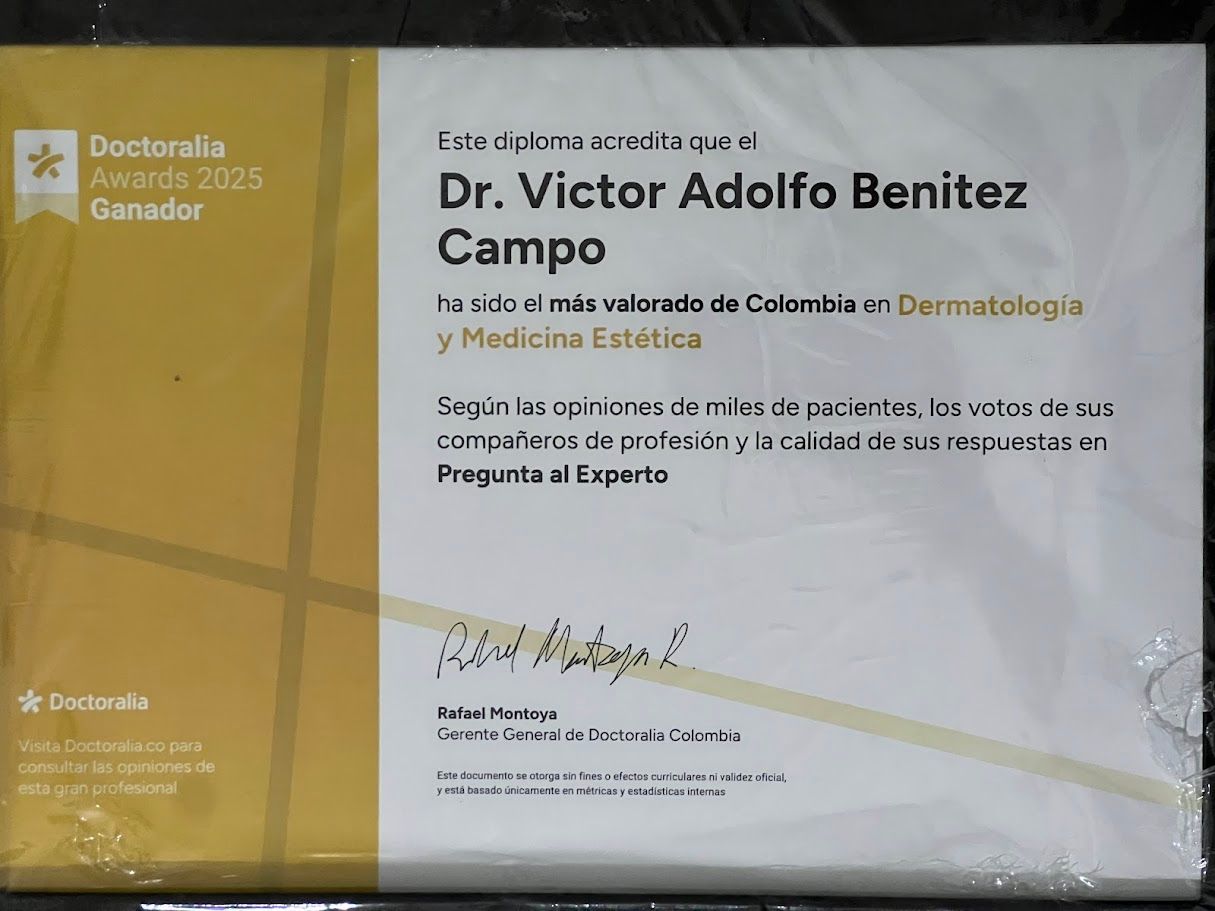 Doctoralia
Awards 2025
Ganador
Este diploma acredita que el
Dr. Victor Adolfo Benitez
Campo
ha sido el más valorado de Colombia en Dermatología
y Medicina Estética
Según las opiniones de miles de pacientes, los votos de sus
compañeros de profesión y la calidad de sus respuestas en
Pregunta al Experto
Rafael Montoya R.
Rafael Montoya
Gerente General de Doctoralia Colombia
Este documento se otorga sin fines o efectos curriculares ni validez oficial,
y está basado únicamente en métricas y estadísticas internas
Doctoralia
Visita Doctoralia.co para
consultar las opiniones de
esta gran profesional